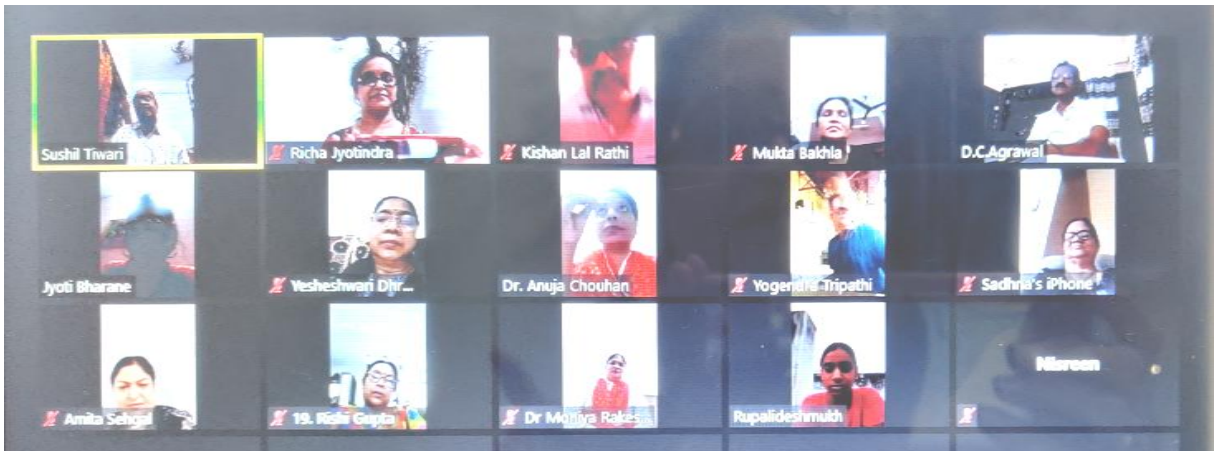 Sushil Tiwari
Richa Jyotindra
Kishan Lal Rathi
Mukta Bakhla
D.C.Agrawal
Jyoti Bharane
Yesheshwari Dhr...
Dr. Anuja Chouhan
Yogendra Tripathi
Sadhna's iPhone
Amita Sehgal
19. Rishi Gupta
Dr Moniya Rakes...
Rupalideshmukh
Nisreen